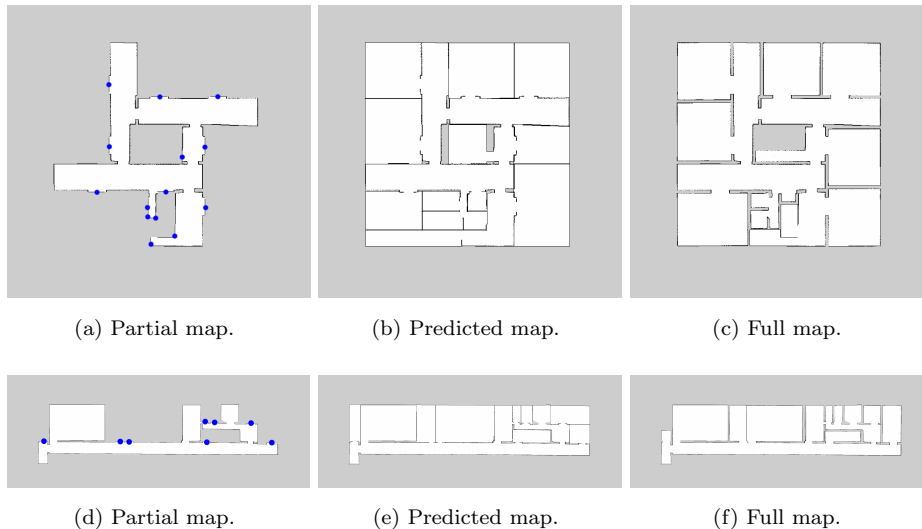 (a) Partial map.
(b) Predicted map.
(c) Full map.
(d) Partial map.
(e) Predicted map.
(f) Full map.